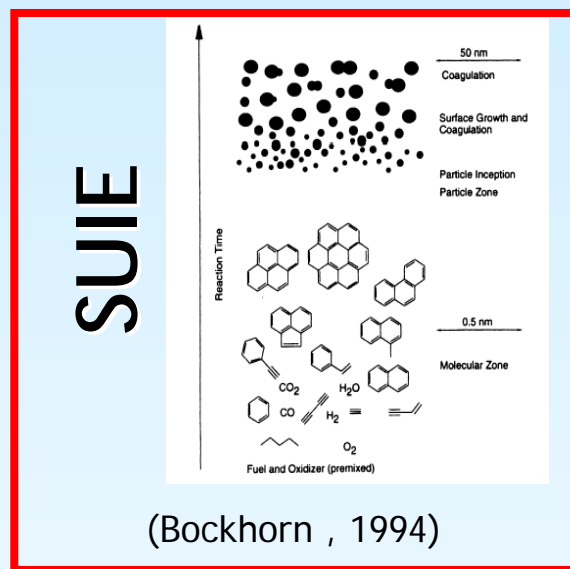 SUIE
50 nm
Coagulation
Surface Growth and
Coagulation
Particle Inception
Particle Zone
Reaction Time
0.5 nm
Molecular Zone
CO2
H2O
CO
H2
O2
Fuel and Oxidizer (premixed)
(Bockhorn , 1994)